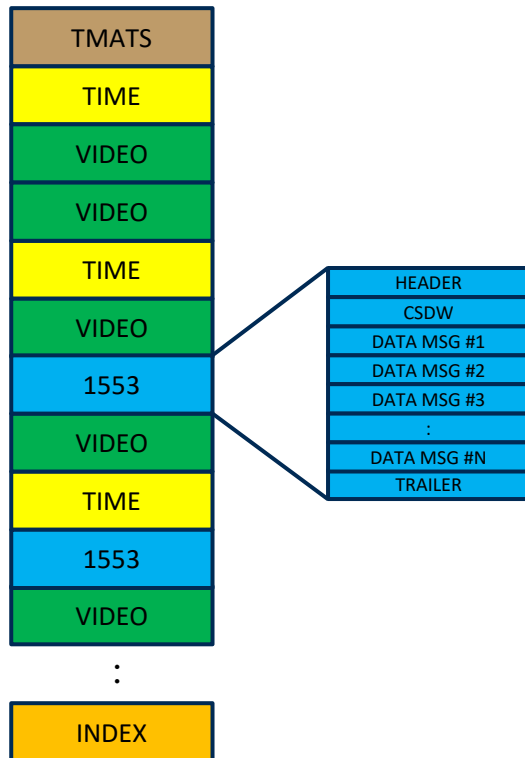 TMATS
TIME
VIDEO
VIDEO
TIME
VIDEO
1553
VIDEO
TIME
1553
VIDEO
:
INDEX
HEADER
CSDW
DATA MSG #1
DATA MSG #2
DATA MSG #3
:
DATA MSG #N
TRAILER